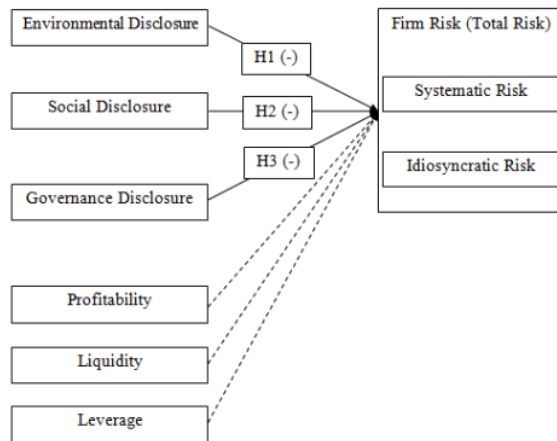 Environmental Disclosure
Firm Risk (Total Risk)
H1 (-)
Systematic Risk
Social Disclosure
H2 (-)
H3 (-)
Idiosyncratic Risk
Governance Disclosure
Profitability
Liquidity
Leverage